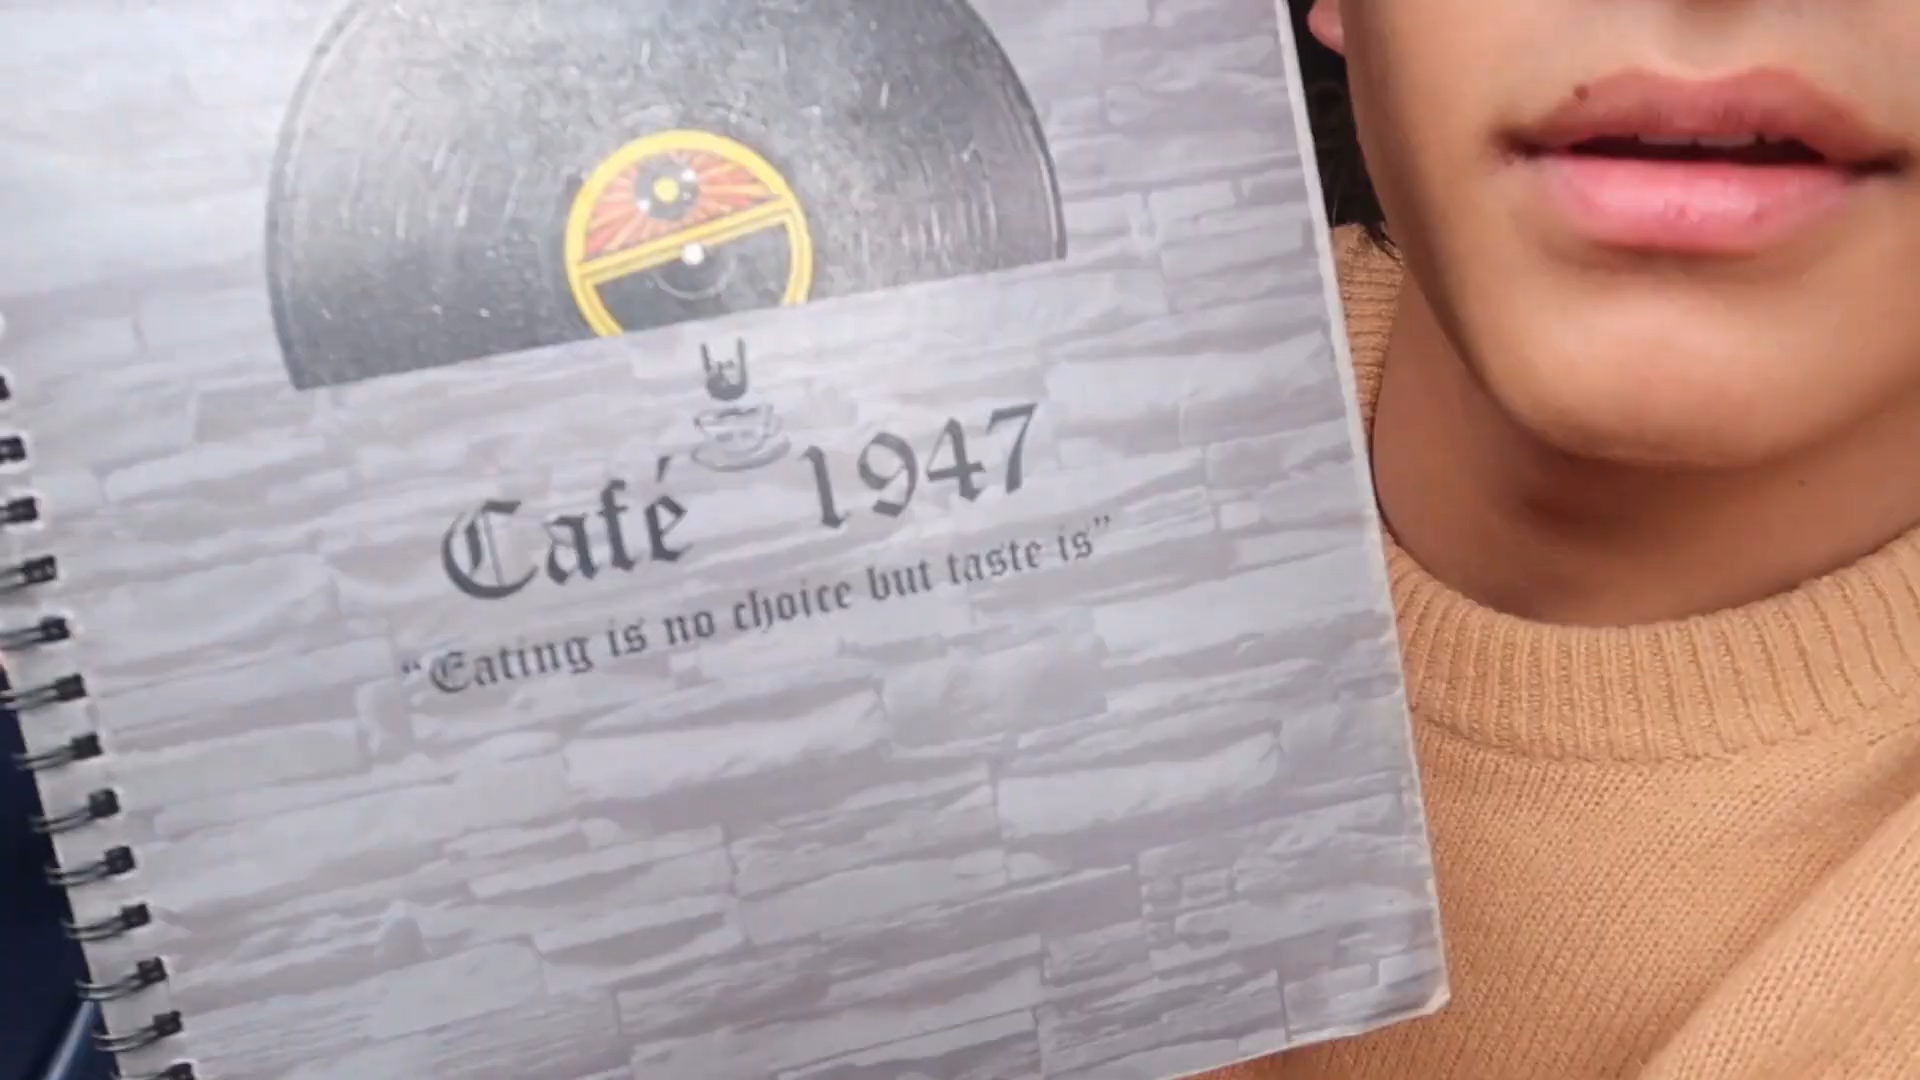 Café 1947
“Eating is no choice but taste is”